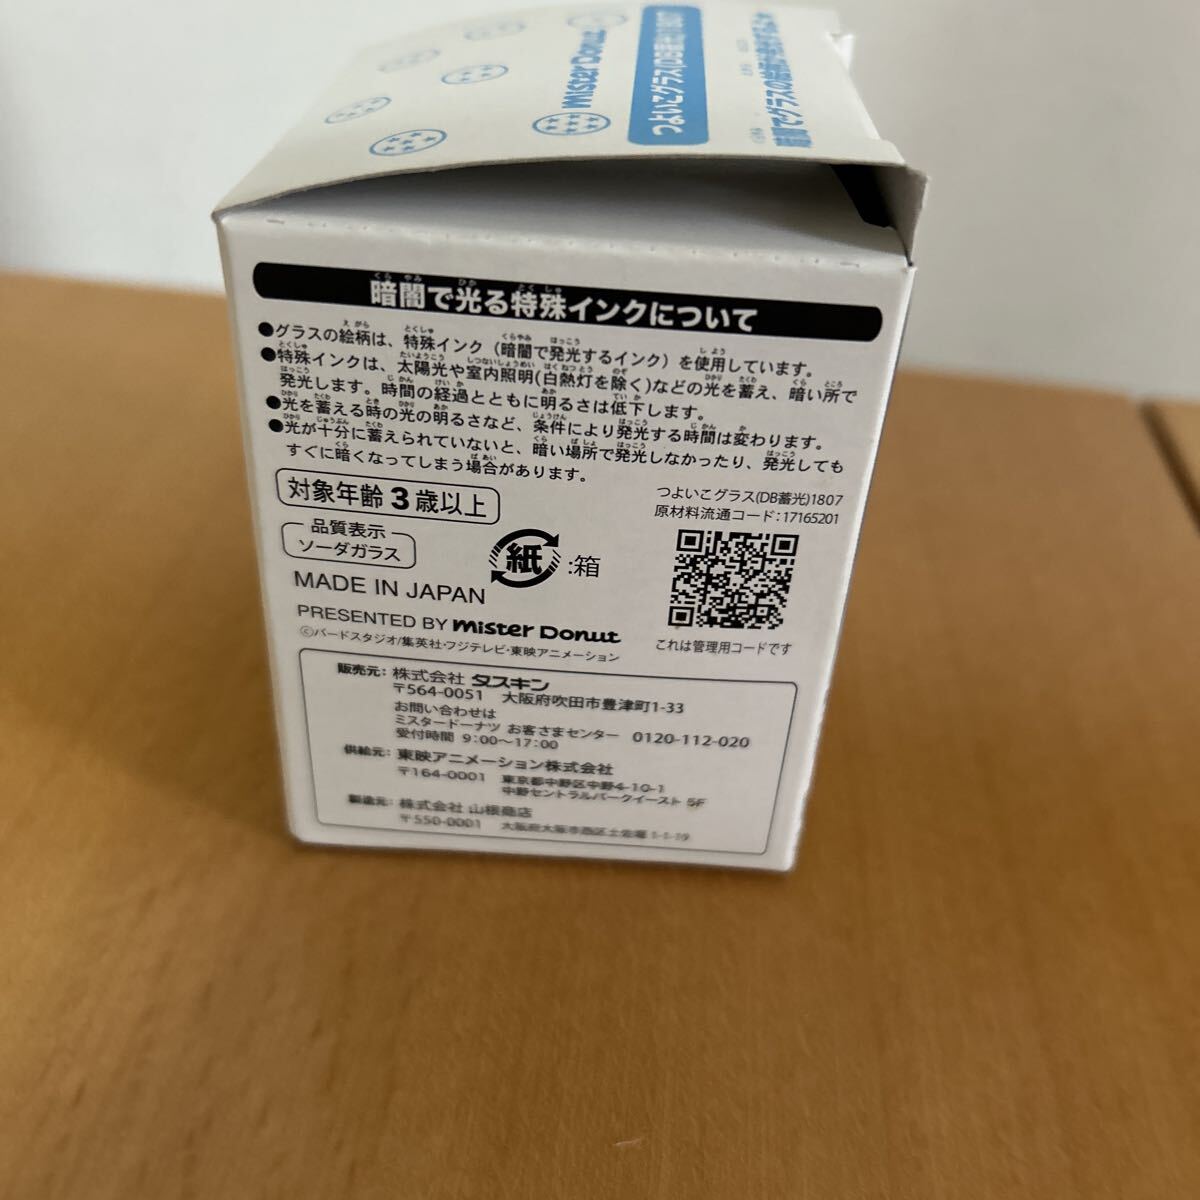 mister Donut
つよいこグラス(DB蓄光)1807
暗闇で光る特殊インクについて
●グラスの絵柄は、特殊インク（暗闇で発光するインク）を使用しています。
●特殊インクは、太陽光や室内照明(白熱灯を除く)などの光を蓄え、暗い所で
発光します。時間の経過とともに明るさは低下します。
●光を蓄える時の光の明るさなど、条件により発光する時間は変わります。
●光が十分に蓄えられていないと、暗い場所で発光しなかったり、発光しても
すぐに暗くなってしまう場合があります。
対象年齢 3 歳以上
つよいこグラス(DB蓄光)1807
原材料流通コード：17165201
品質表示
ソーダガラス
紙:箱
MADE IN JAPAN
PRESENTED BY mister Donut
これは管理用コードです
©バードスタジオ/集英社・フジテレビ・東映アニメーション
販売元：株式会社 ダスキン
〒564-0051 大阪府吹田市豊津町1-33
お問い合わせは
ミスタードーナツ お客さまセンター 0120-112-020
受付時間 9:00〜17:00
供給元：東映アニメーション株式会社
〒164-0001 東京都中野区中野4-10-1
中野セントラルパークイースト 5F
製造元：株式会社 山根商店
〒550-0001 大阪府大阪市西区土佐堀 1-1-19